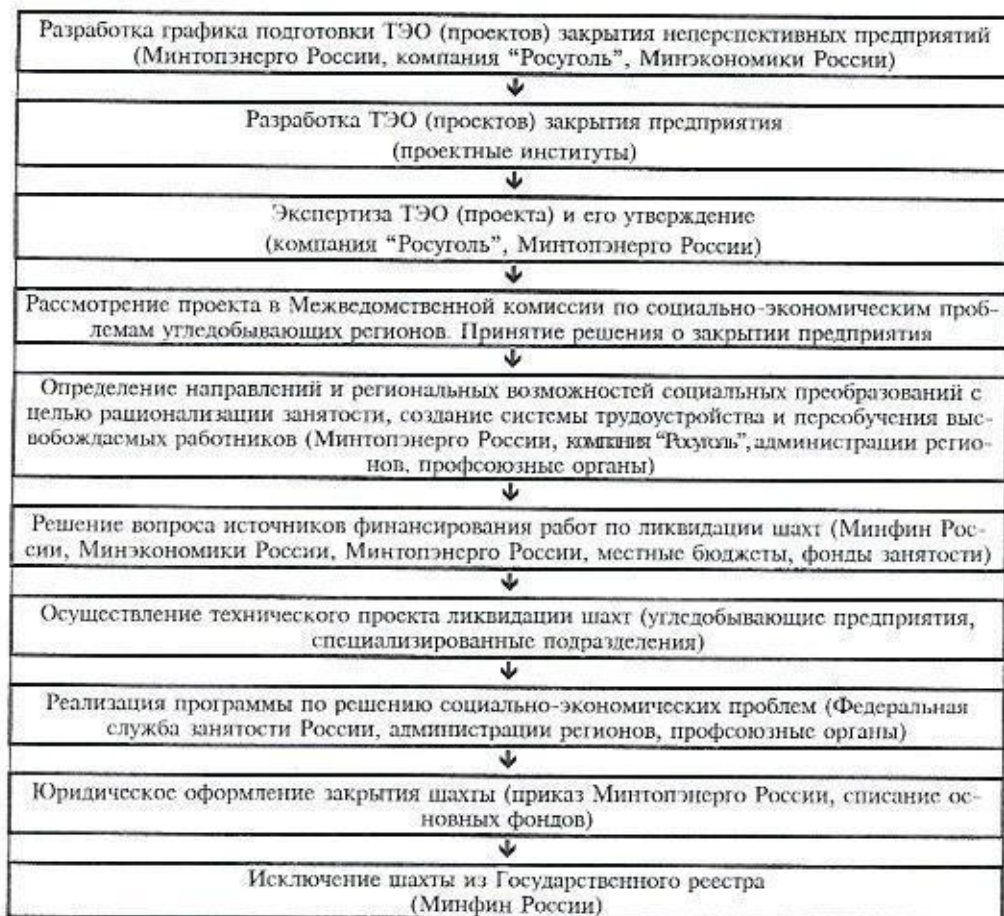 Разработка графика подготовки ТЭО (проектов) закрытия неперспективных предприятий
(Минтопэнерго России, компания “Росуголь”, Минэкономики России)
Разработка ТЭО (проектов) закрытия предприятия
(проектные институты)
Экспертиза ТЭО (проекта) и его утверждение
(компания “Росуголь”, Минтопэнерго России)
Рассмотрение проекта в Межведомственной комиссии по социально-экономическим проб-
лемам угледобывающих регионов. Принятие решения о закрытии предприятия
Определение направлений и региональных возможностей социальных преобразований с
целью рационализации занятости, создание системы трудоустройства и переобучения выс-
вобождаемых работников (Минтопэнерго России, компания “Росуголь”, администрации регио-
нов, профсоюзные органы)
Решение вопроса источников финансирования работ по ликвидации шахт (Минфин Рос-
сии, Минэкономики России, Минтопэнерго России, местные бюджеты, фонды занятости)
Осуществление технического проекта ликвидации шахт (угледобывающие предприятия,
специализированные подразделения)
Реализация программы по решению социально-экономических проблем (Федеральная
служба занятости России, администрации регионов, профсоюзные органы)
Юридическое оформление закрытия шахты (приказ Минтопэнерго России, списание ос-
новных фондов)
Исключение шахты из Государственного реестра
(Минфин России)